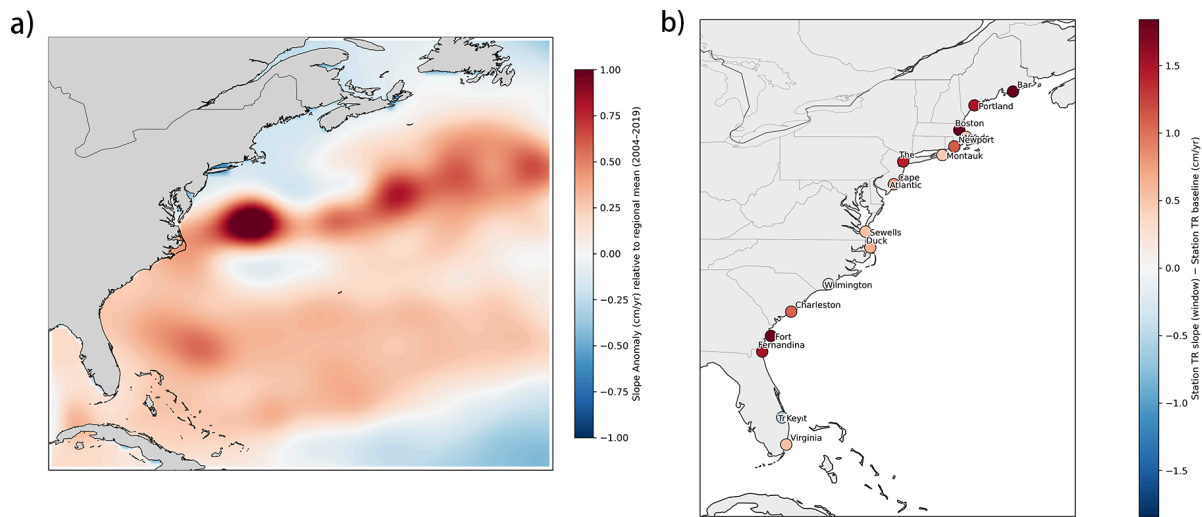 a)
1.00
0.75
0.50
0.25
0.00
−0.25
−0.50
−0.75
−1.00
Slope Anomaly (cm/yr) relative to regional mean (2004–2019)
b)
Bar
Portland
Boston
Newport
Montauk
The
Cape
Atlantic
Sewells
Duck
Wilmington
Charleston
Fort
Fernandina
Key
Virginia
1.5
1.0
0.5
0.0
−0.5
−1.0
−1.5
Station TR slope (window) − Station TR baseline (cm/yr)